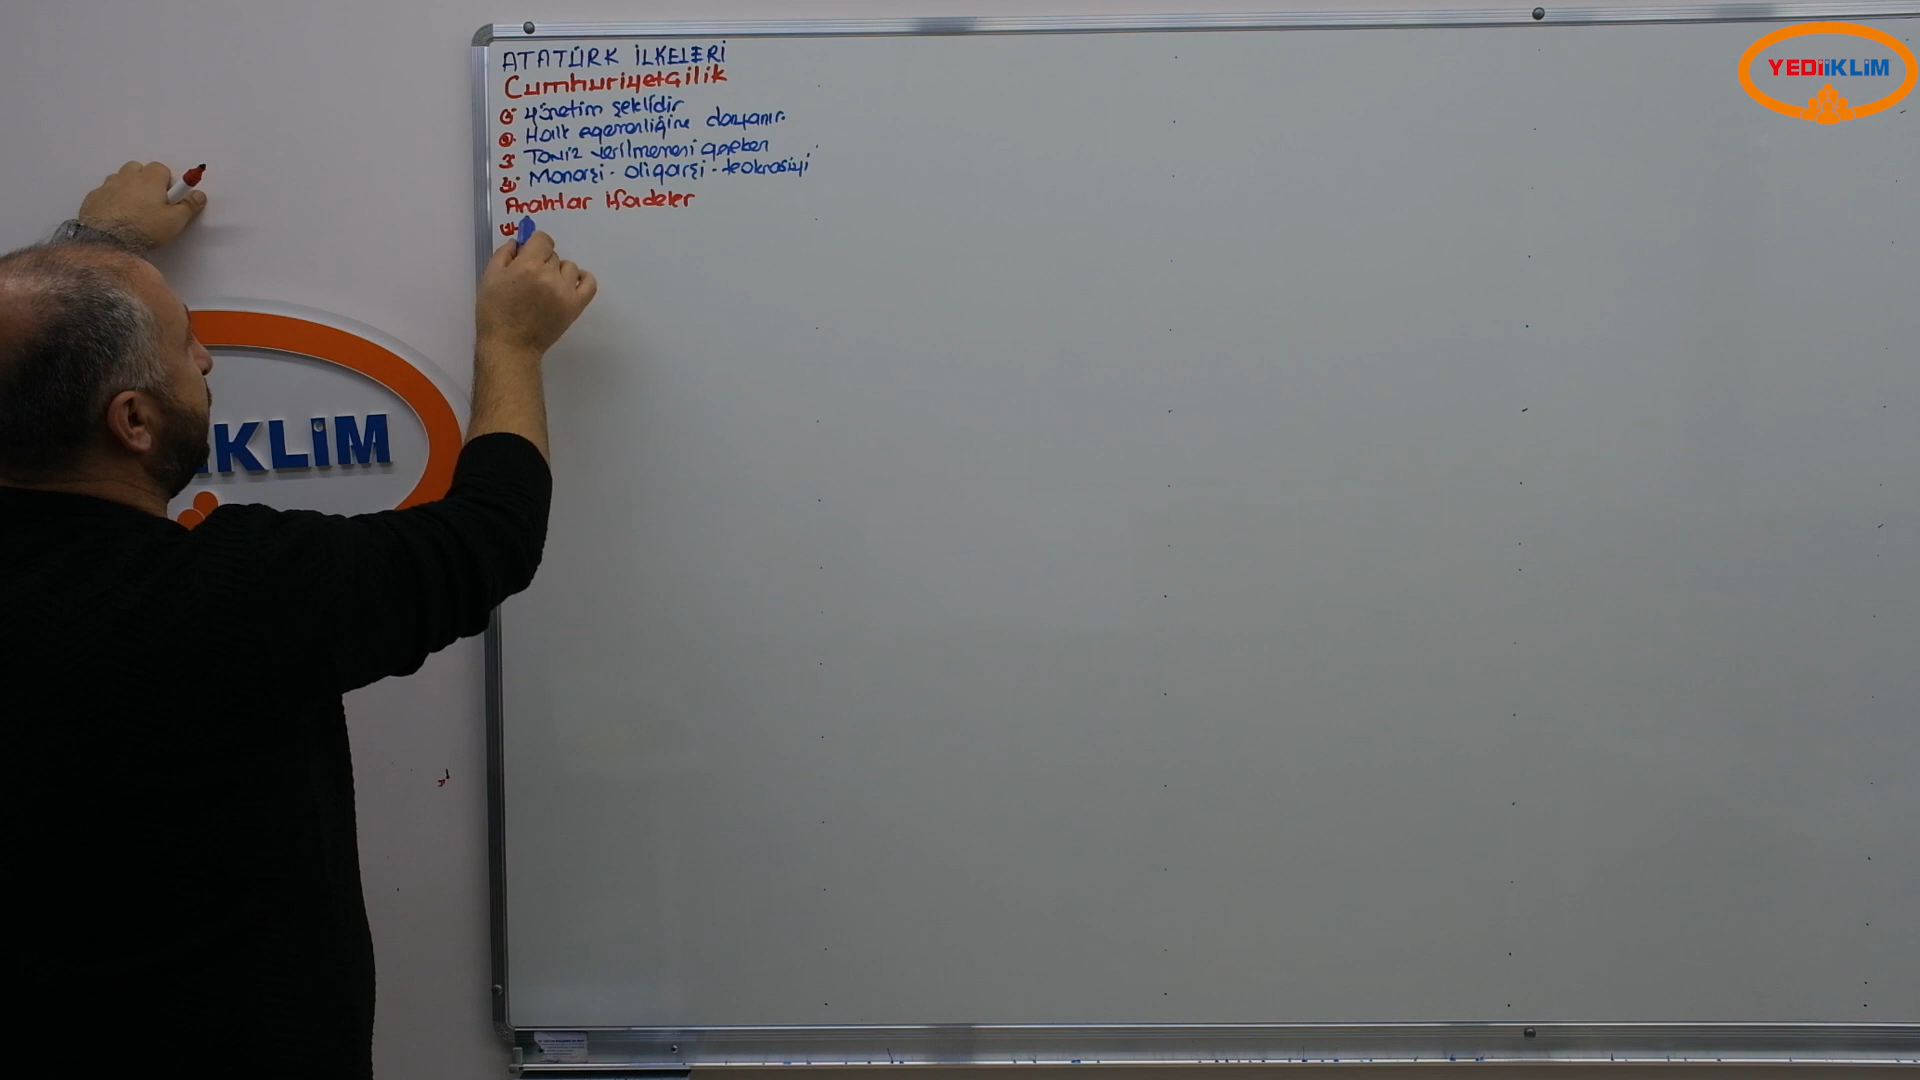 ATATÜRK İLKELERİ
Cumhuriyetçilik
1. Yönetim şeklidir
2. Halk egemenliğine dayanır.
3. Taviz verilmemesi gereken
4. Monarşi - oligarşi - teokrasiyi
Anahtar ifadeler
YEDİİKLİM
İKLİM